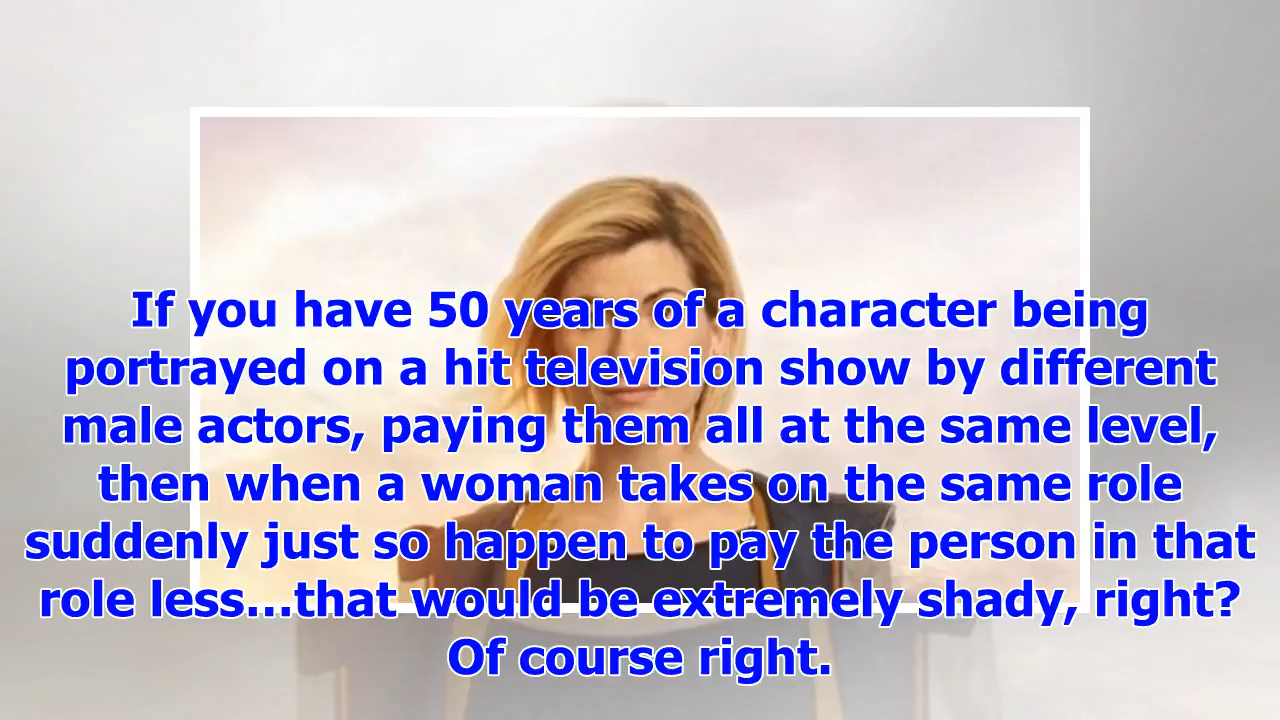 If you have 50 years of a character being
portrayed on a hit television show by different
male actors, paying them all at the same level,
then when a woman takes on the same role
suddenly just so happen to pay the person in that
role less...that would be extremely shady, right?
Of course right.